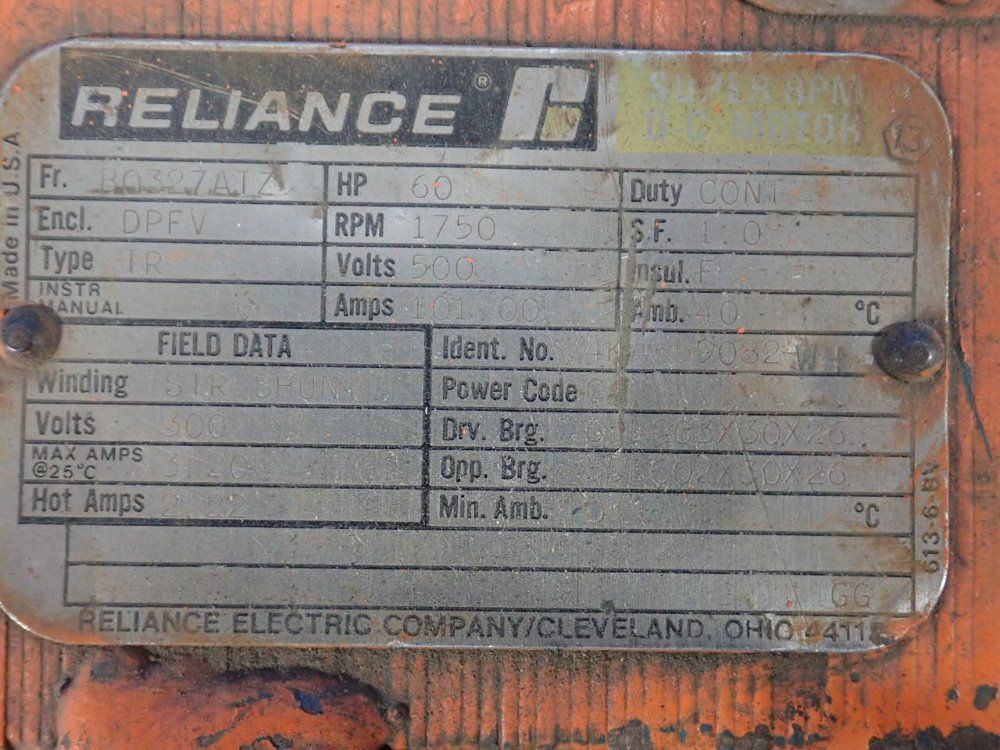 RELIANCE ®
SUPER RPM
D-C MOTOR
Made in U.S.A
Fr. B0327ATZ HP 60 Duty CONT
Encl. DPFV RPM 1750 S.F. 1.0
Type TR Volts 500 Insul. F
INSTR MANUAL Amps 101.00 Amb. 40 °C
FIELD DATA Ident. No.
Winding STR SHUNT Power Code
Volts 300 Drv. Brg.
MAX AMPS @25°C Opp. Brg.
Hot Amps Min. Amb. °C
613-6-BV
GG
RELIANCE ELECTRIC COMPANY/CLEVELAND, OHIO